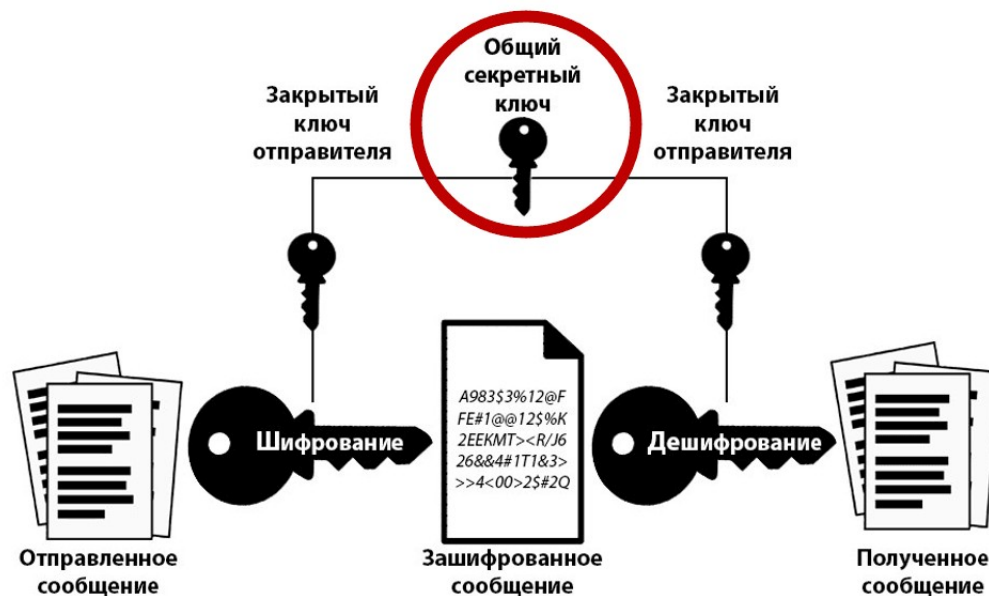 Общий
секретный
ключ
Закрытый
ключ
отправителя
Закрытый
ключ
отправителя
Шифрование
A983$3%12@F
FE#1@@12$%K
2EEKMT><R/J6
26&&4#1T1&3>
>>4<00>2$#2Q
Дешифрование
Отправленное
сообщение
Зашифрованное
сообщение
Полученное
сообщение